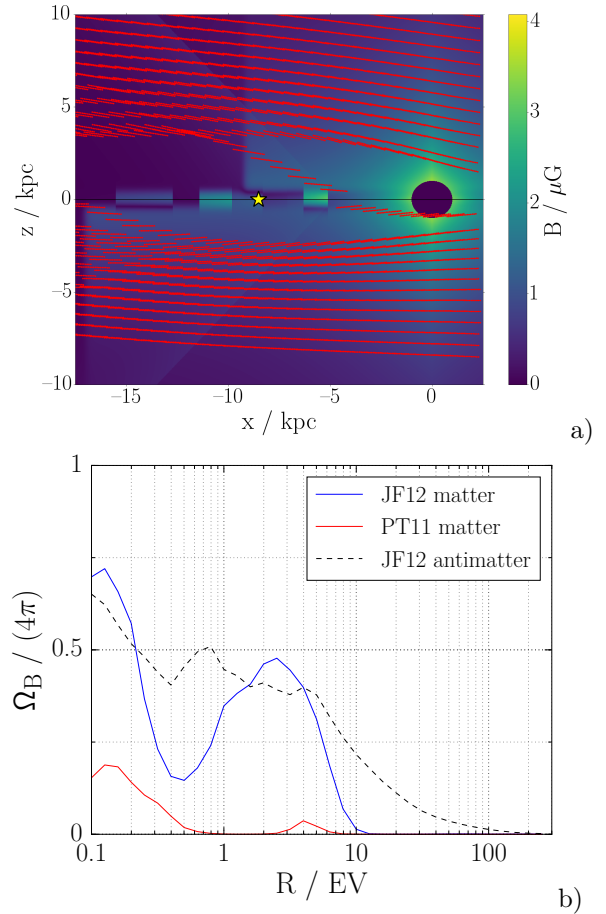 10
5
0
−5
−10
z / kpc
−15
−10
−5
0
x / kpc
4
3
2
1
0
B / μG
a)
1
0.5
0
Ω_B / (4π)
JF12 matter
PT11 matter
JF12 antimatter
0.1
1
10
100
R / EV
b)